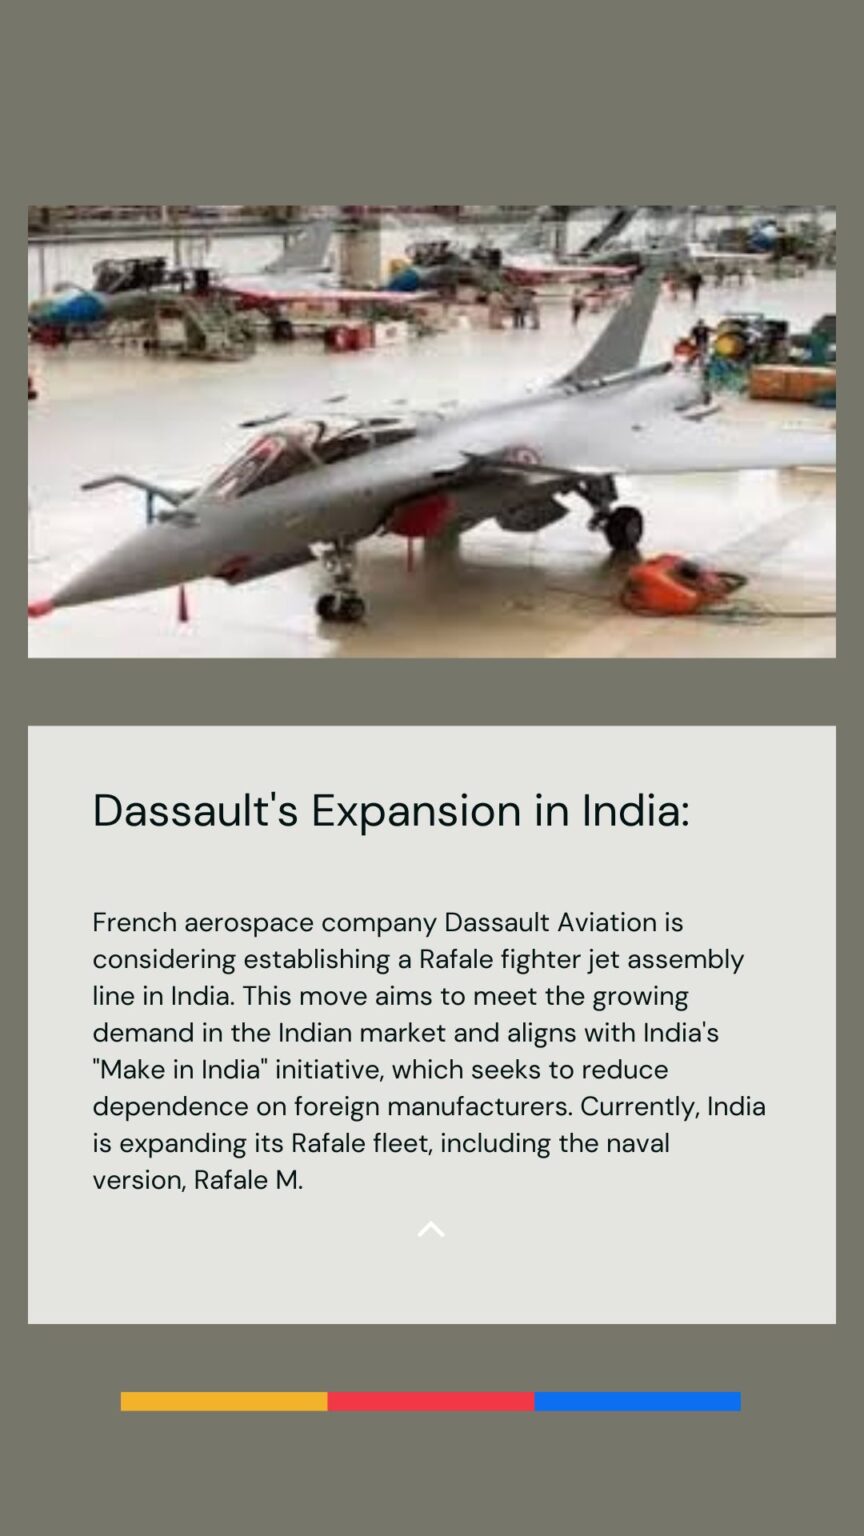 Dassault's Expansion in India:
French aerospace company Dassault Aviation is
considering establishing a Rafale fighter jet assembly
line in India. This move aims to meet the growing
demand in the Indian market and aligns with India's
"Make in India" initiative, which seeks to reduce
dependence on foreign manufacturers. Currently, India
is expanding its Rafale fleet, including the naval
version, Rafale M.